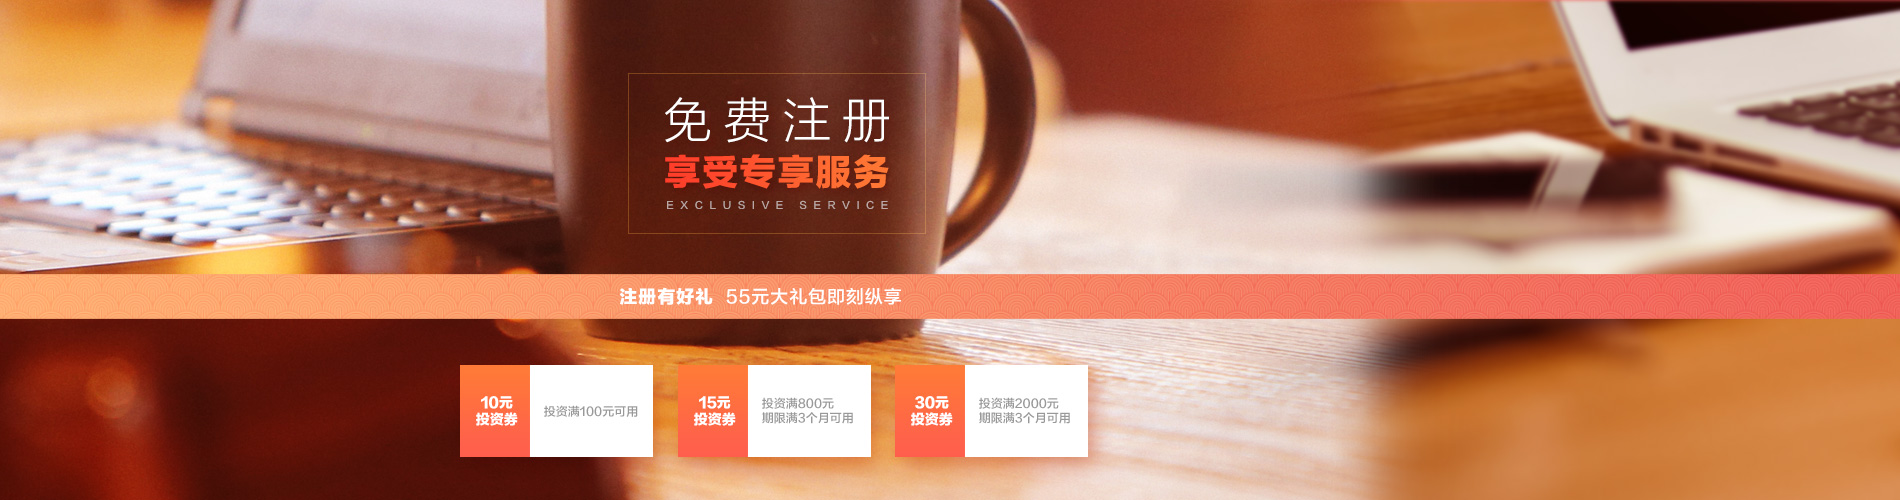 免费注册
享受专享服务
EXCLUSIVE SERVICE
注册有好礼 55元大礼包即刻纵享
10元
投资券
投资满100元可用
15元
投资券
投资满800元
期限满3个月可用
30元
投资券
投资满2000元
期限满3个月可用